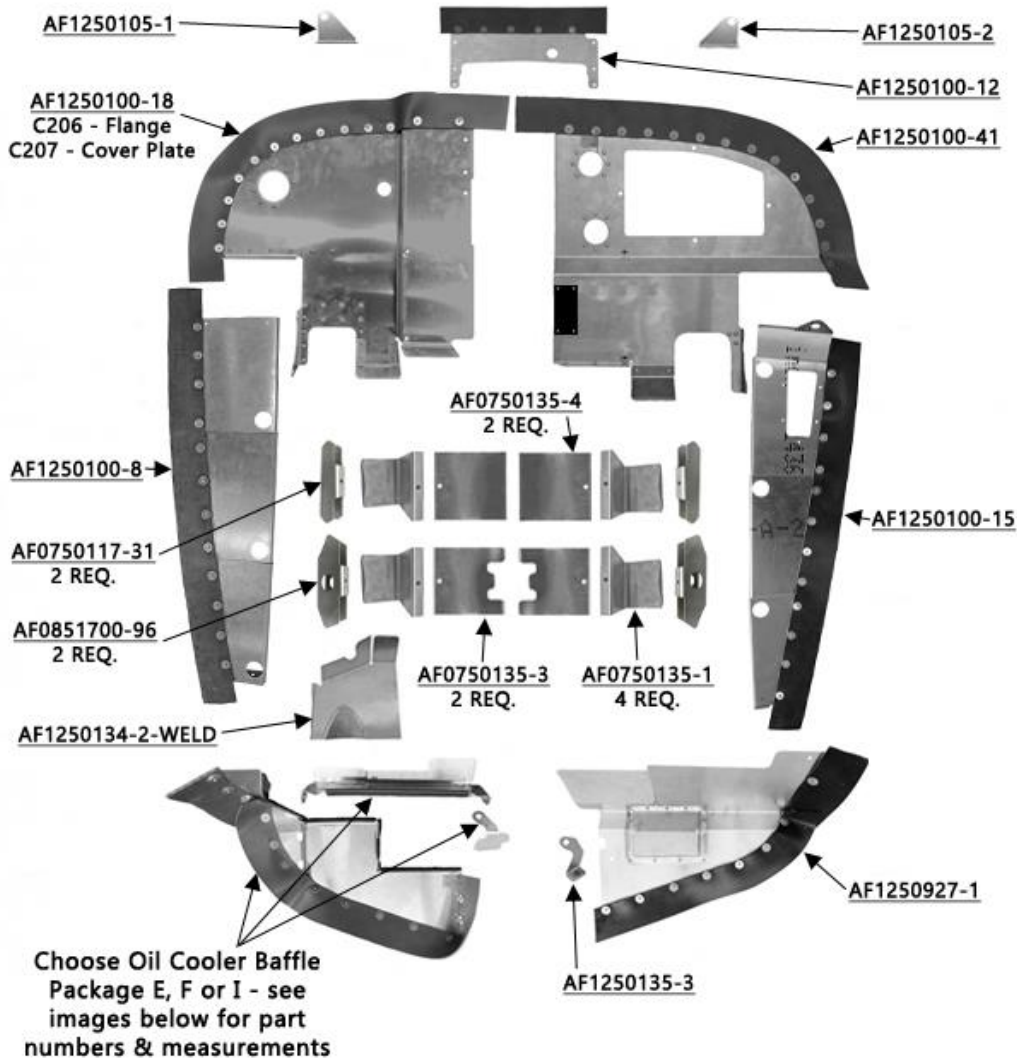 AF1250105-1
AF1250105-2
AF1250100-12
AF1250100-18
C206 - Flange
C207 - Cover Plate
AF1250100-41
AF0750135-4
2 REQ.
AF1250100-8
AF1250100-15
-A-2
AF0750117-31
2 REQ.
AF0851700-96
2 REQ.
AF0750135-3
2 REQ.
AF0750135-1
4 REQ.
AF1250134-2-WELD
AF1250927-1
AF1250135-3
Choose Oil Cooler Baffle
Package E, F or I - see
images below for part
numbers & measurements